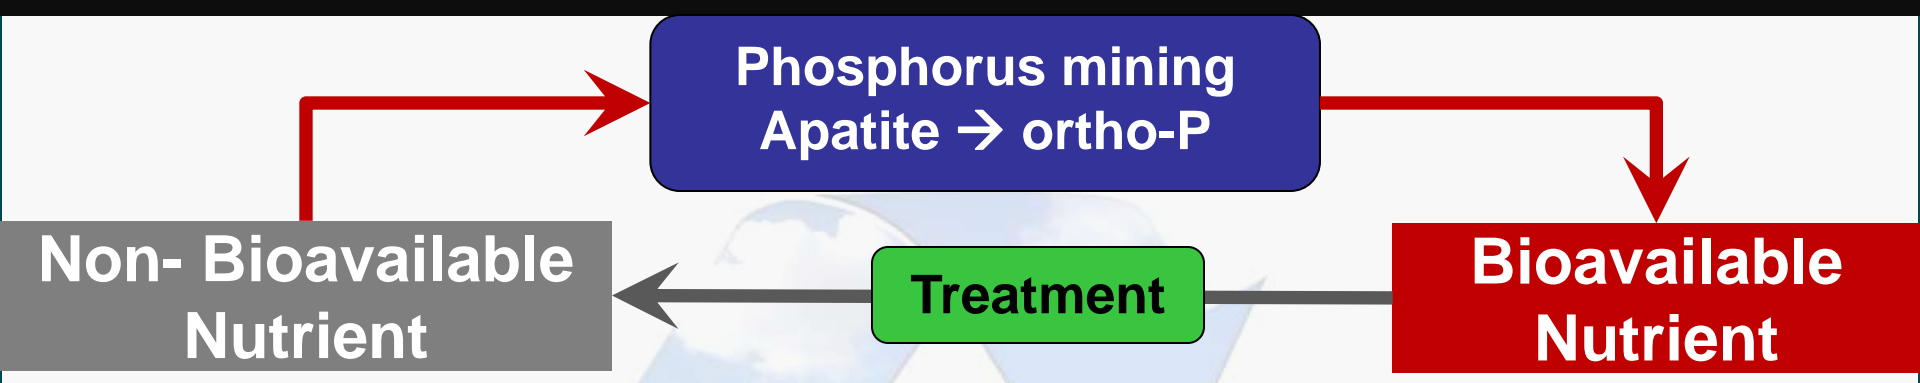 Phosphorus mining
Apatite → ortho-P
Non- Bioavailable
Nutrient
Treatment
Bioavailable
Nutrient